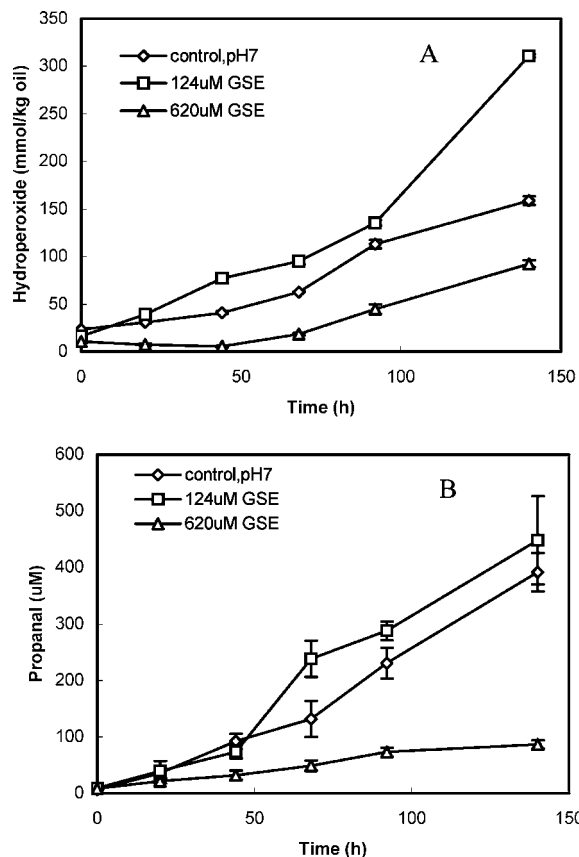 A
control,pH7
124uM GSE
620uM GSE
350
300
250
200
150
100
50
0
Hydroperoxide (mmol/kg oil)
0 50 100 150
Time (h)
B
control,pH7
124uM GSE
620uM GSE
600
500
400
300
200
100
0
Propanal (uM)
0 50 100 150
Time (h)